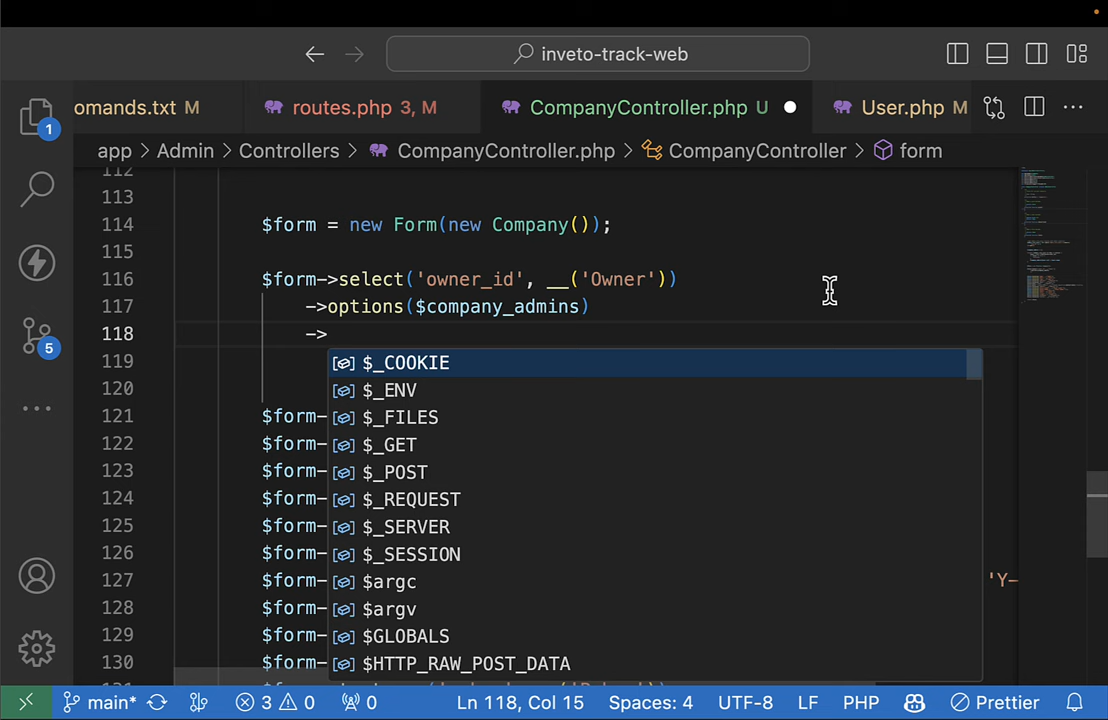 inveto-track-web
omands.txt M
routes.php 3, M
CompanyController.php U
User.php M
app > Admin > Controllers > CompanyController.php > CompanyController > form
1
5
112
113
114 $form = new Form(new Company());
115
116 $form->select('owner_id', __('Owner'))
117 ->options($company_admins)
118 ->
119
120
121 $form-
122 $form-
123 $form-
124 $form-
125 $form-
126 $form-
127 $form- 'Y-
128 $form-
129 $form-
130 $form-
$_COOKIE
$_ENV
$_FILES
$_GET
$_POST
$_REQUEST
$_SERVER
$_SESSION
$argc
$argv
$GLOBALS
$HTTP_RAW_POST_DATA
main* 3 0 0 Ln 118, Col 15 Spaces: 4 UTF-8 LF PHP Prettier